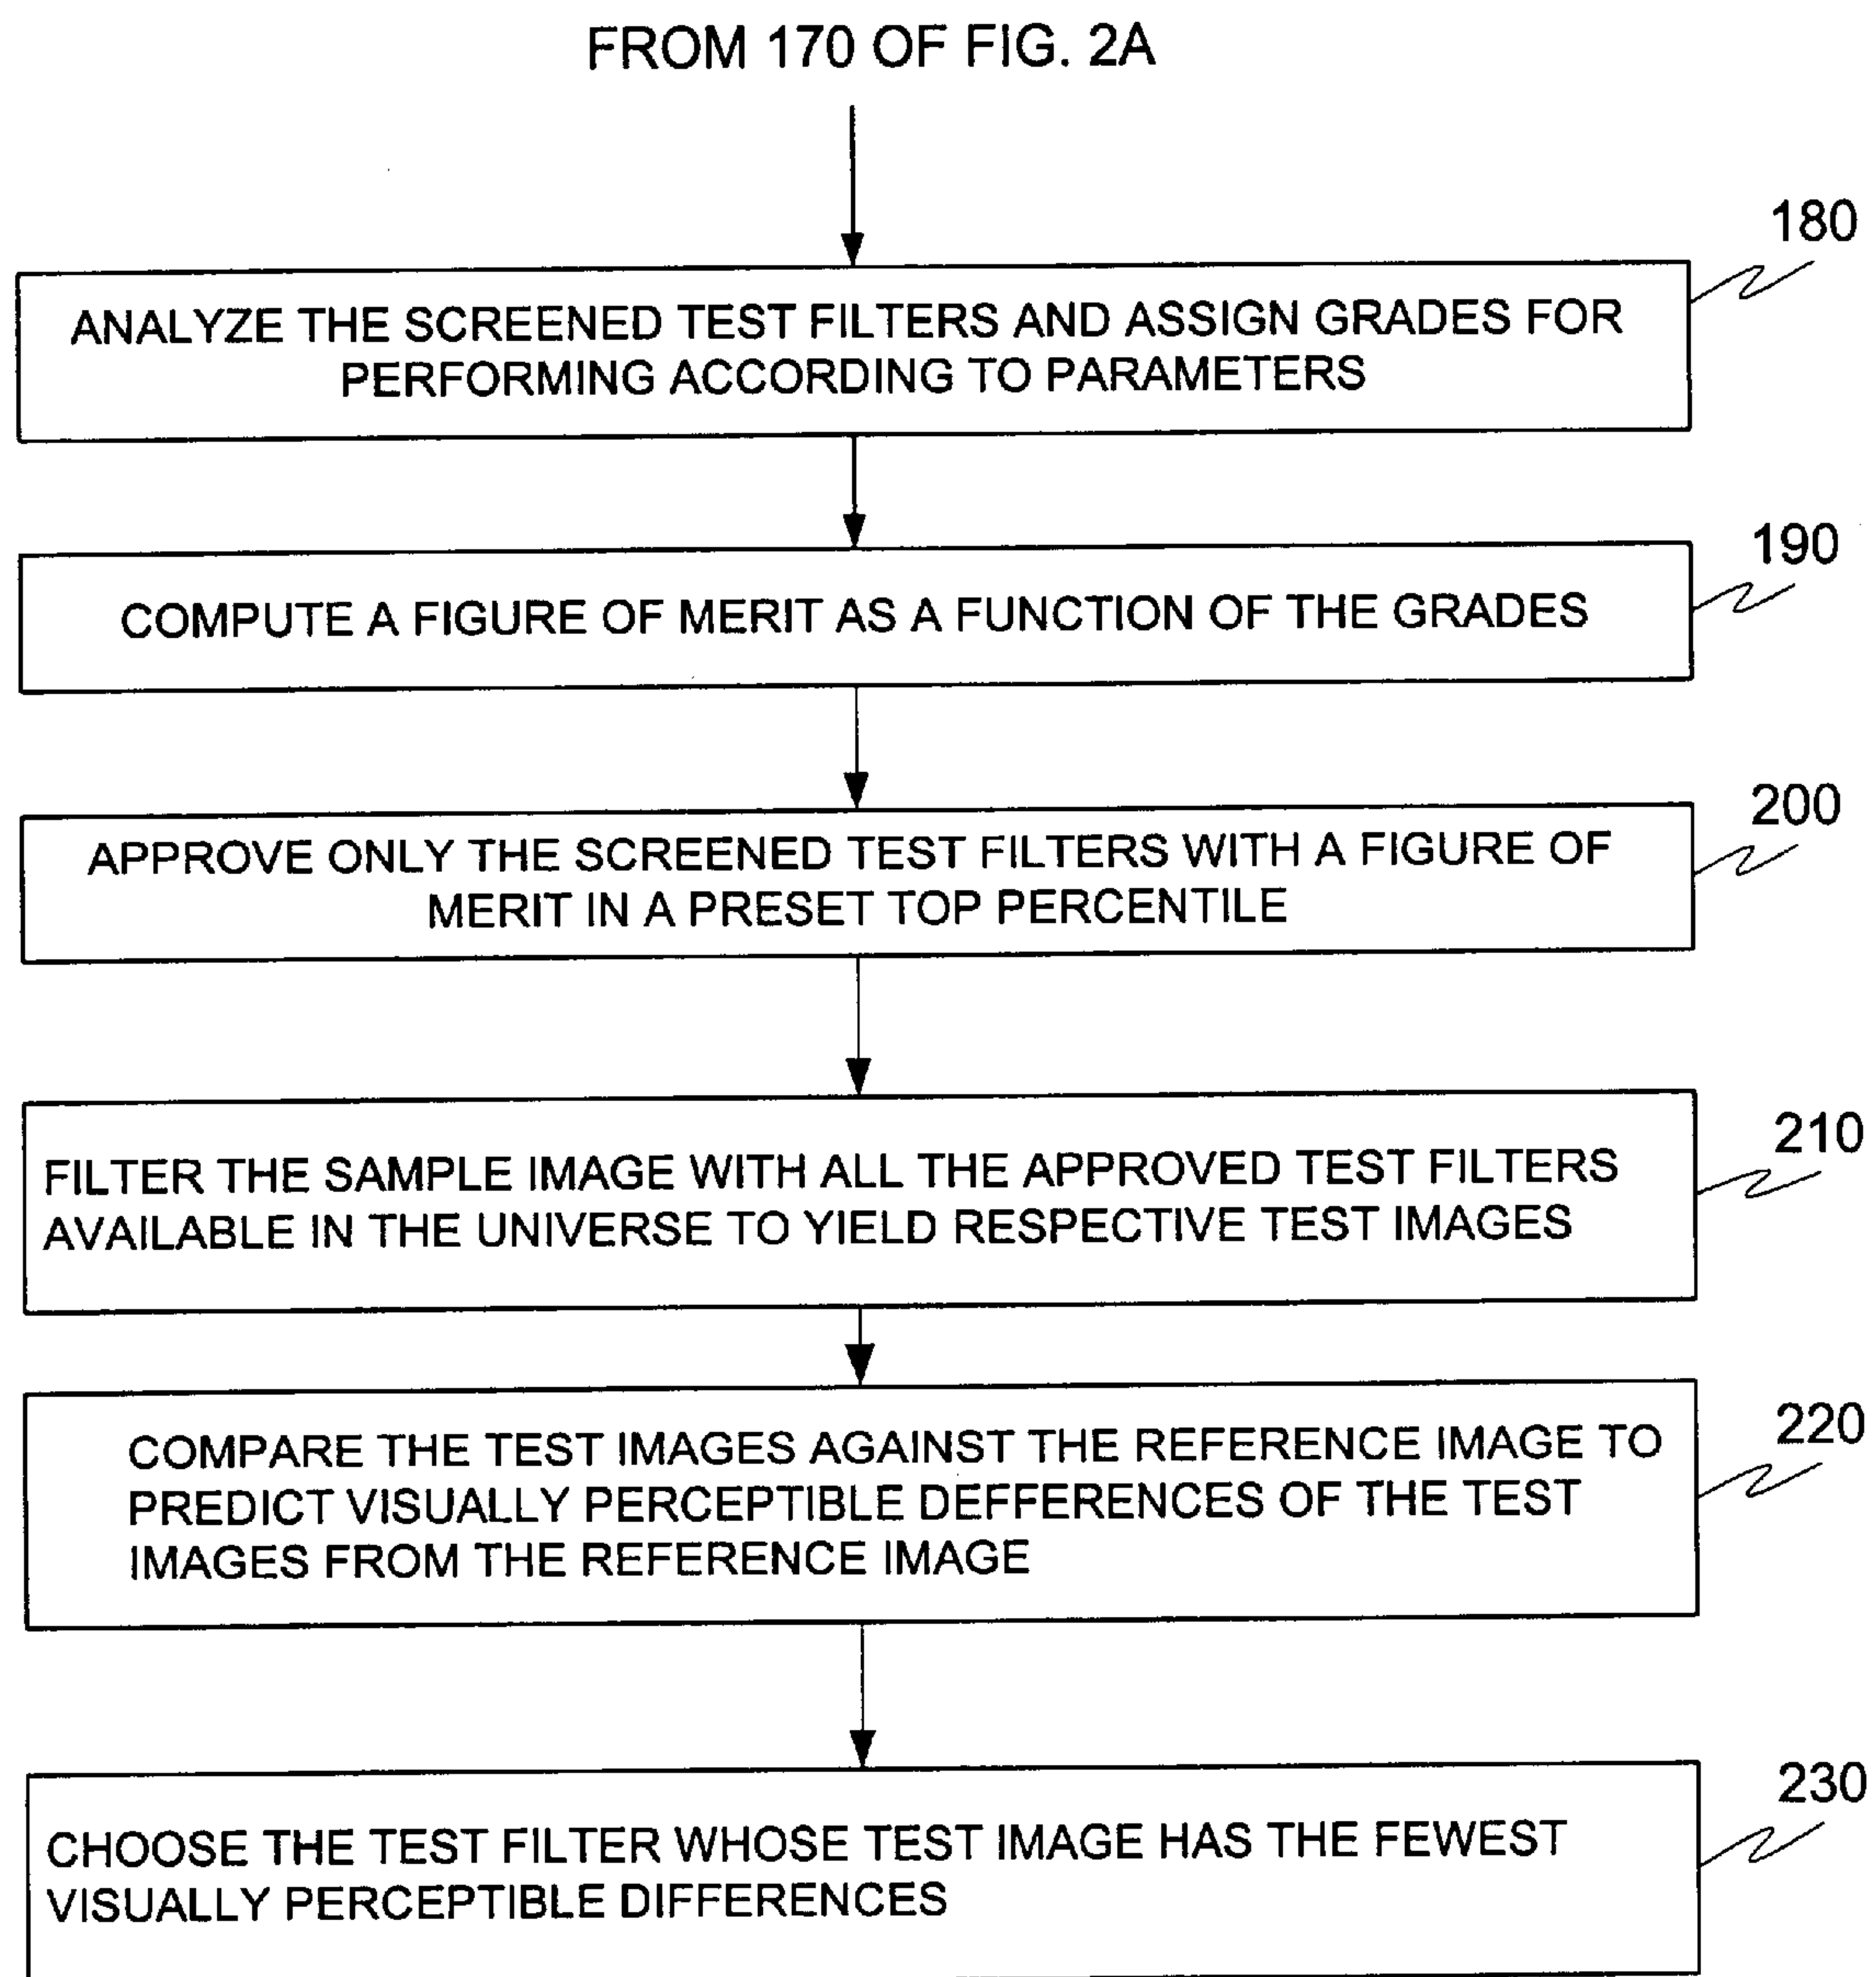 FROM 170 OF FIG. 2A
180
ANALYZE THE SCREENED TEST FILTERS AND ASSIGN GRADES FOR
PERFORMING ACCORDING TO PARAMETERS
190
COMPUTE A FIGURE OF MERIT AS A FUNCTION OF THE GRADES
200
APPROVE ONLY THE SCREENED TEST FILTERS WITH A FIGURE OF
MERIT IN A PRESET TOP PERCENTILE
210
FILTER THE SAMPLE IMAGE WITH ALL THE APPROVED TEST FILTERS
AVAILABLE IN THE UNIVERSE TO YIELD RESPECTIVE TEST IMAGES
220
COMPARE THE TEST IMAGES AGAINST THE REFERENCE IMAGE TO
PREDICT VISUALLY PERCEPTIBLE DEFFERENCES OF THE TEST
IMAGES FROM THE REFERENCE IMAGE
230
CHOOSE THE TEST FILTER WHOSE TEST IMAGE HAS THE FEWEST
VISUALLY PERCEPTIBLE DIFFERENCES